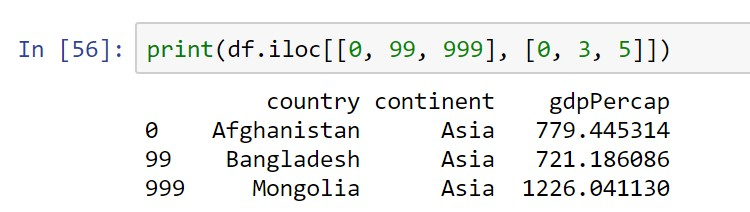 In [56]: print(df.iloc[[0, 99, 999], [0, 3, 5]])
country continent gdpPercap
0 Afghanistan Asia 779.445314
99 Bangladesh Asia 721.186086
999 Mongolia Asia 1226.041130